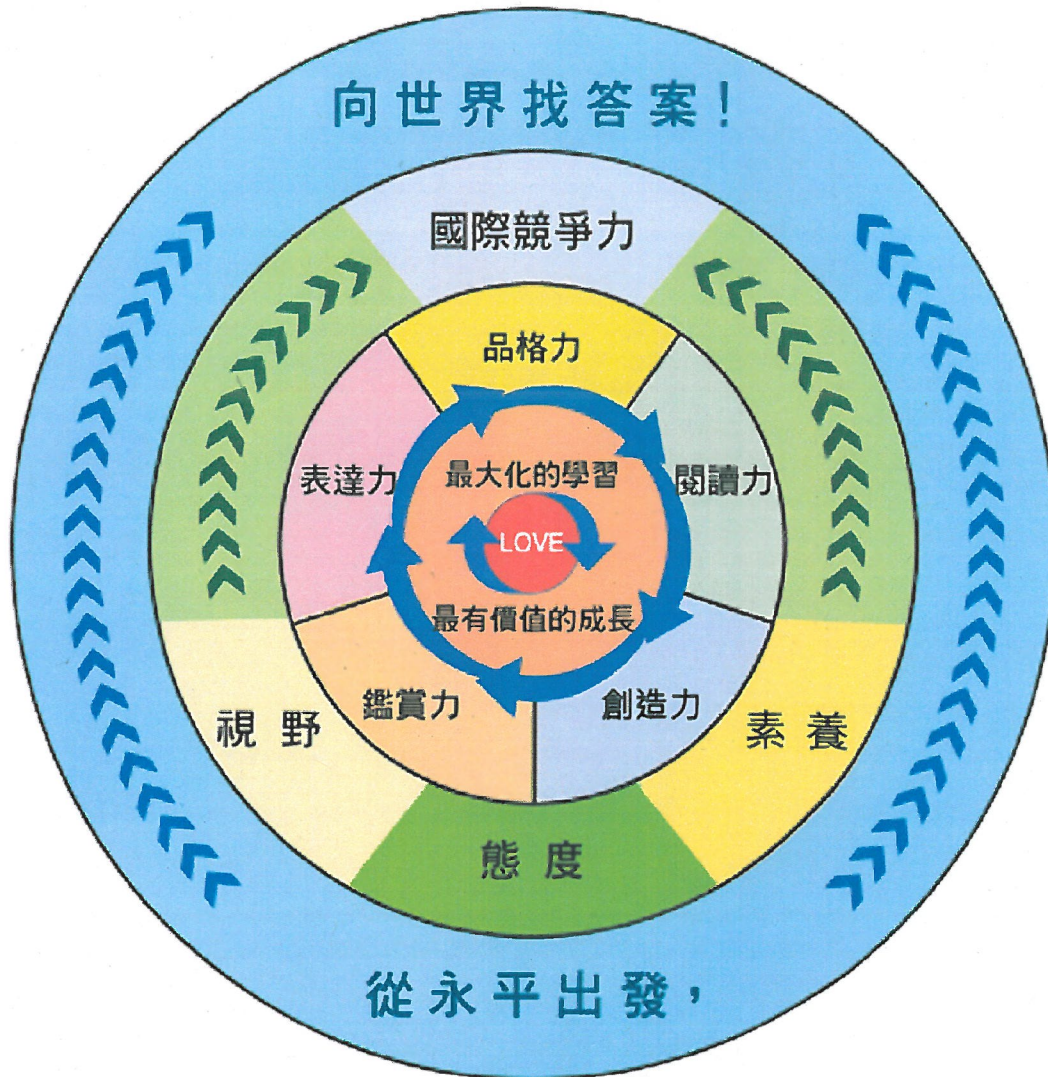 向世界找答案！
國際競爭力
品格力
表達力
最大化的學習
閱讀力
LOVE
最有價值的成長
鑑賞力
創造力
視野
素養
態度
從永平出發，